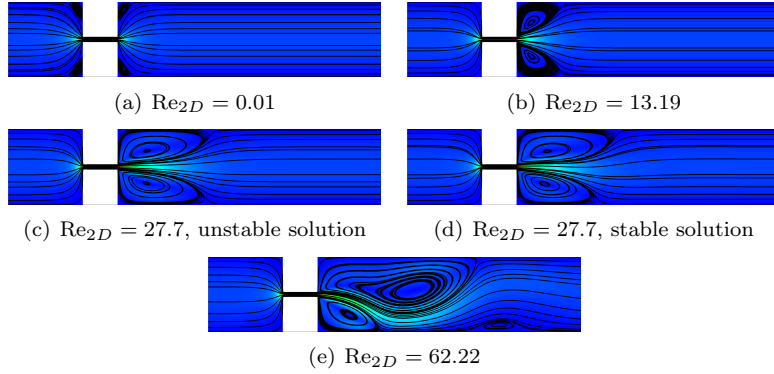 (a) Re2D = 0.01
(b) Re2D = 13.19
(c) Re2D = 27.7, unstable solution
(d) Re2D = 27.7, stable solution
(e) Re2D = 62.22